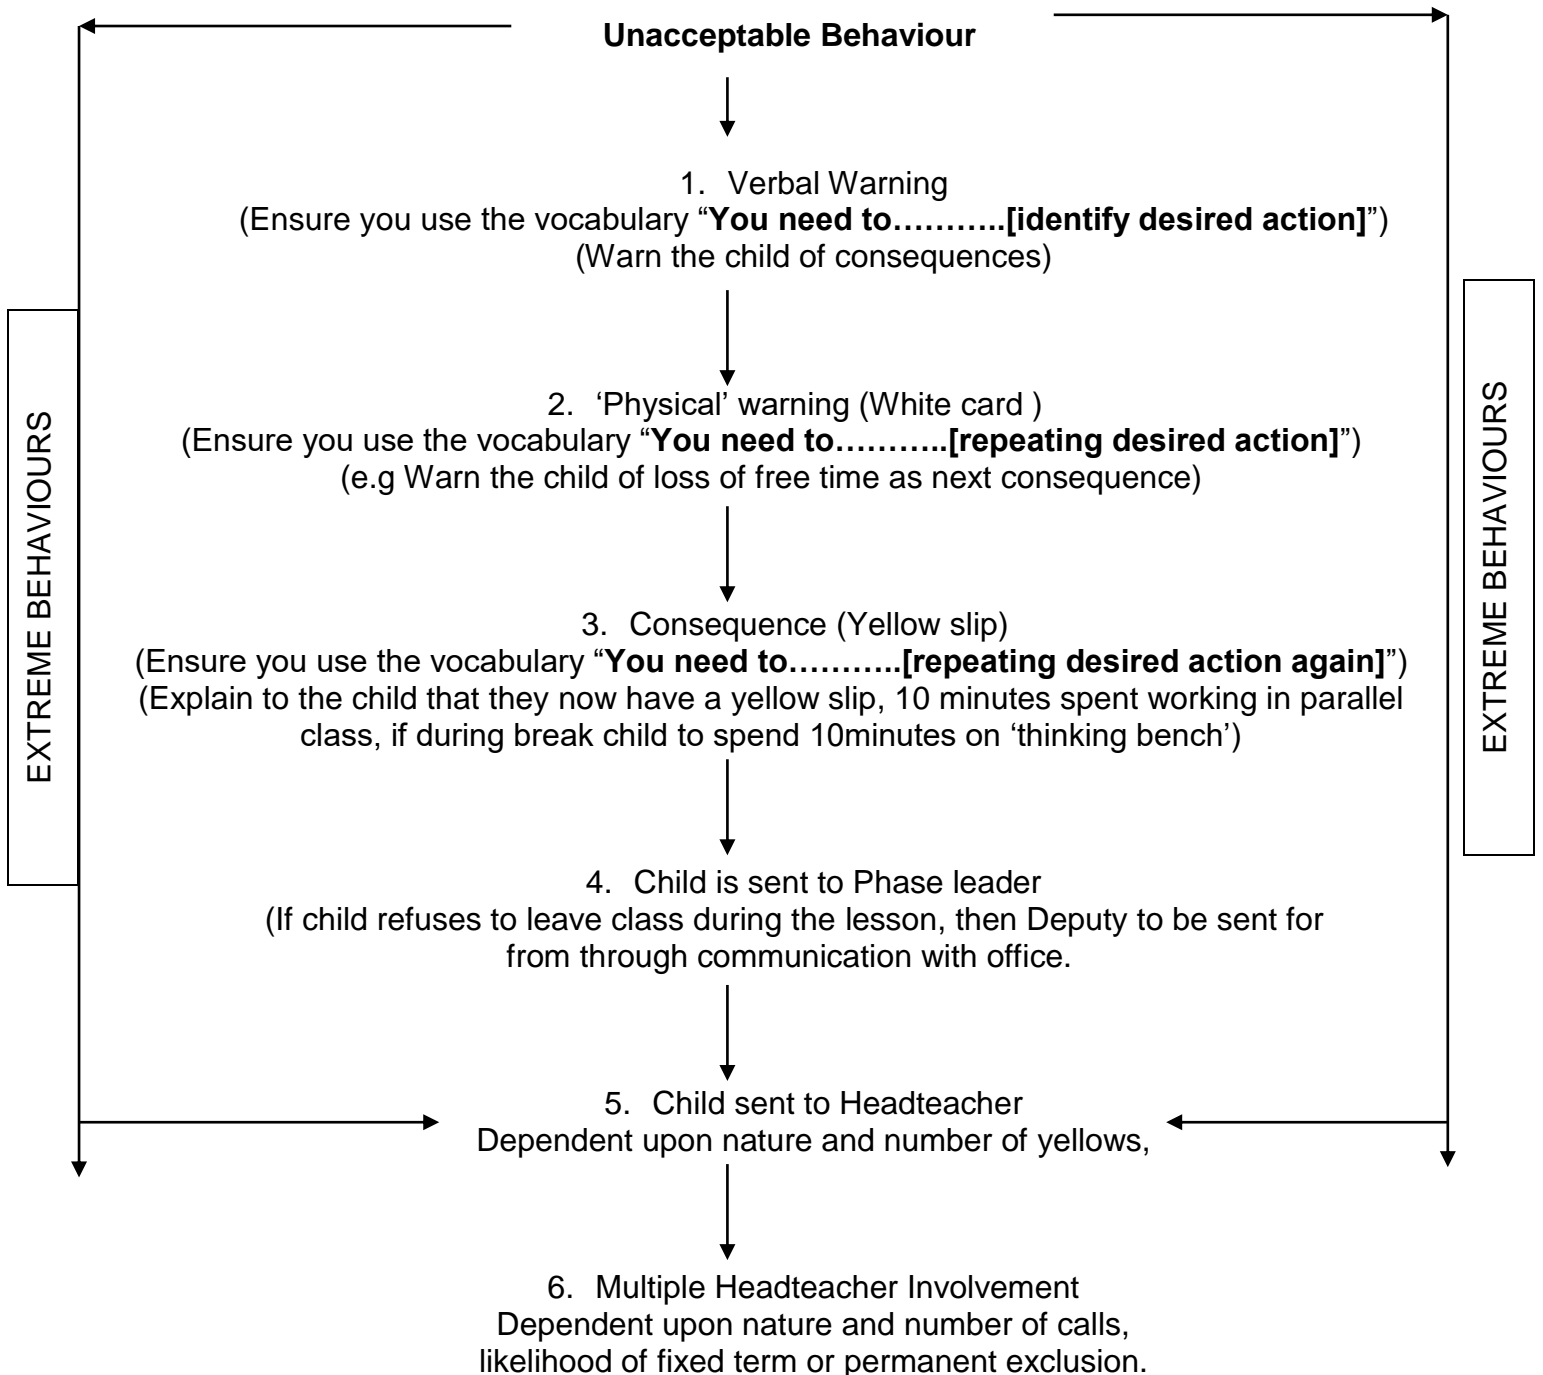 Unacceptable Behaviour
1. Verbal Warning
(Ensure you use the vocabulary “You need to………..[identify desired action]”)
(Warn the child of consequences)
2. ‘Physical’ warning (White card )
(Ensure you use the vocabulary “You need to………..[repeating desired action]”)
(e.g Warn the child of loss of free time as next consequence)
EXTREME BEHAVIOURS
EXTREME BEHAVIOURS
3. Consequence (Yellow slip)
(Ensure you use the vocabulary “You need to………..[repeating desired action again]”)
(Explain to the child that they now have a yellow slip, 10 minutes spent working in parallel
class, if during break child to spend 10minutes on ‘thinking bench’)
4. Child is sent to Phase leader
(If child refuses to leave class during the lesson, then Deputy to be sent for
from through communication with office.
5. Child sent to Headteacher
Dependent upon nature and number of yellows,
6. Multiple Headteacher Involvement
Dependent upon nature and number of calls,
likelihood of fixed term or permanent exclusion.